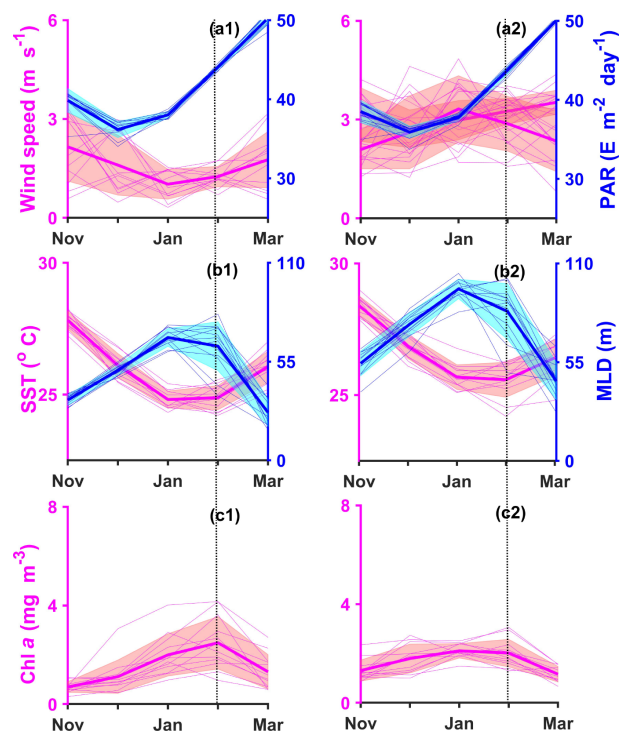 6
(a1)
50
6
(a2)
50
Wind speed (m s-1)
3
40
3
40
PAR (E m-2 day-1)
30
30
0
0
Nov
Jan
Mar
Nov
Jan
Mar
30
(b1)
110
30
(b2)
110
SST (o C)
25
55
25
55
MLD (m)
0
0
Nov
Jan
Mar
Nov
Jan
Mar
8
(c1)
8
(c2)
Chl a (mg m-3)
4
4
0
0
Nov
Jan
Mar
Nov
Jan
Mar